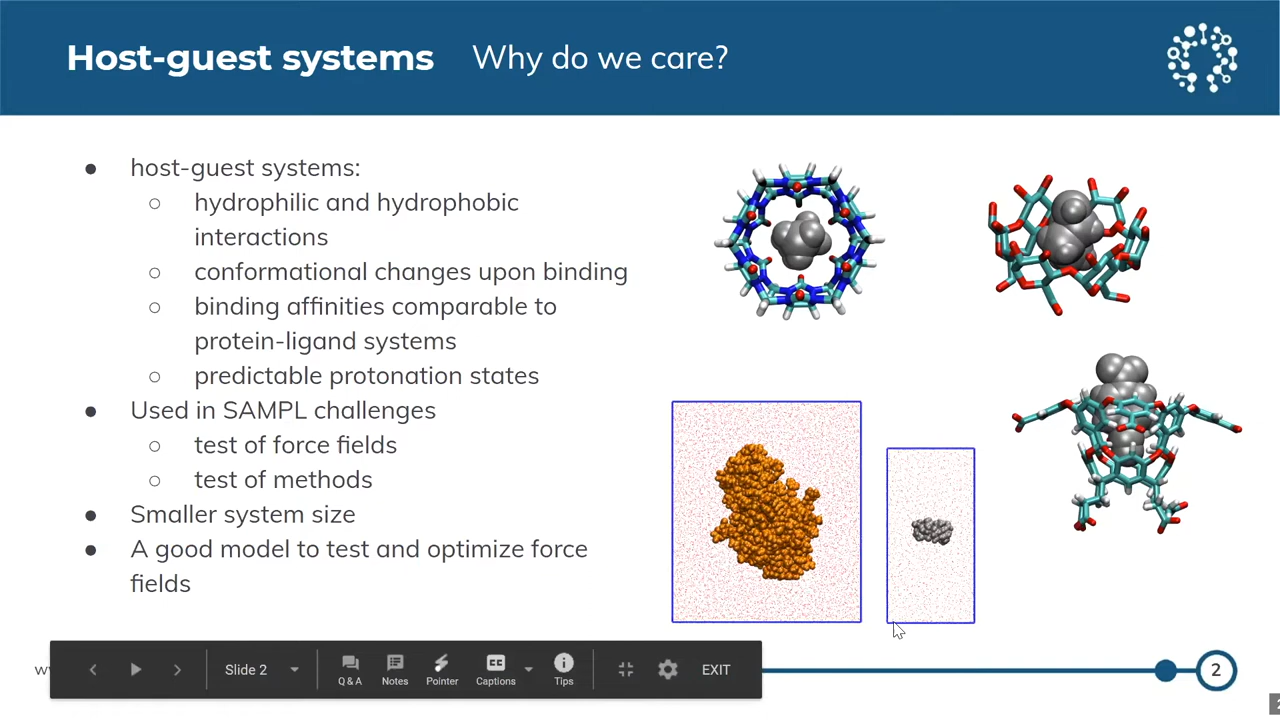 Host-guest systems Why do we care?
● host-guest systems:
○ hydrophilic and hydrophobic
interactions
○ conformational changes upon binding
○ binding affinities comparable to
protein-ligand systems
○ predictable protonation states
● Used in SAMPL challenges
○ test of force fields
○ test of methods
● Smaller system size
● A good model to test and optimize force
fields
Slide 2
Q & A
Notes
Pointer
CC
Captions
Tips
EXIT
2